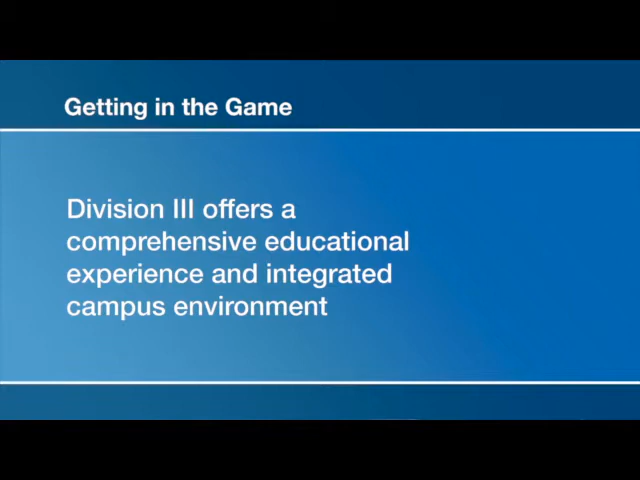 Getting in the Game
Division III offers a
comprehensive educational
experience and integrated
campus environment